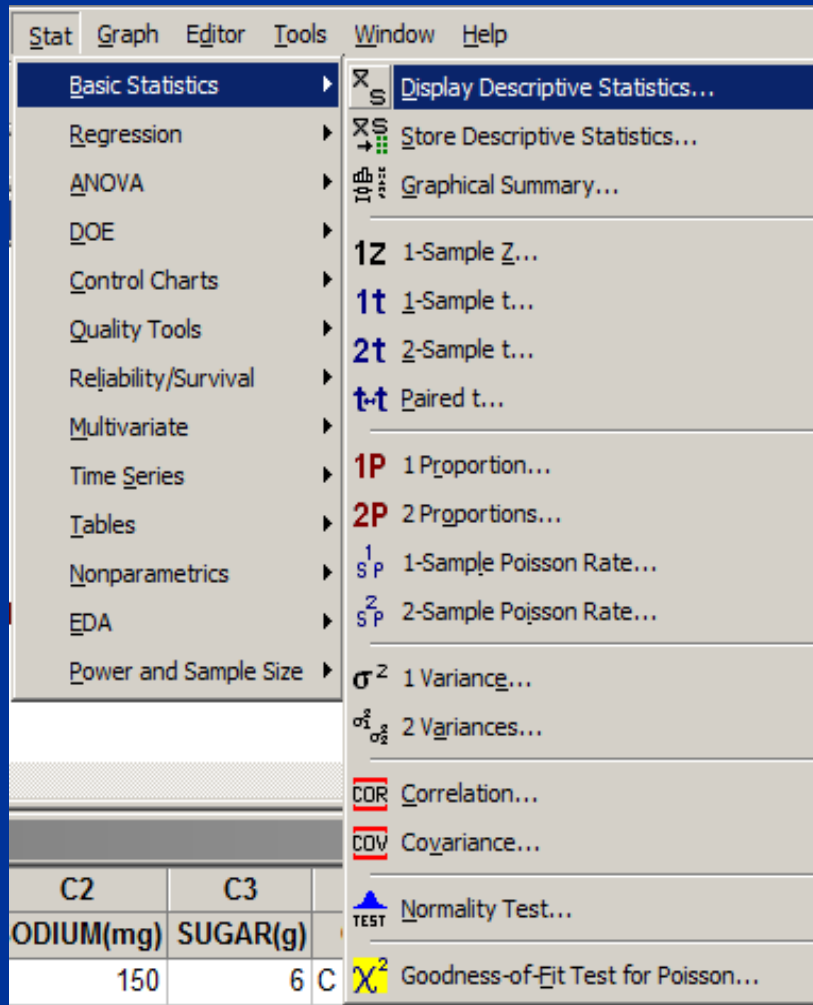 Stat Graph Editor Tools Window Help
Basic Statistics
Regression
ANOVA
DOE
Control Charts
Quality Tools
Reliability/Survival
Multivariate
Time Series
Tables
Nonparametrics
EDA
Power and Sample Size
Display Descriptive Statistics...
Store Descriptive Statistics...
Graphical Summary...
1Z 1-Sample Z...
1t 1-Sample t...
2t 2-Sample t...
t-t Paired t...
1P 1 Proportion...
2P 2 Proportions...
1-Sample Poisson Rate...
2-Sample Poisson Rate...
σ² 1 Variance...
2 Variances...
COR Correlation...
COV Covariance...
TEST Normality Test...
χ² Goodness-of-Fit Test for Poisson...
C2 C3
ODIUM(mg) SUGAR(g)
150 6 C